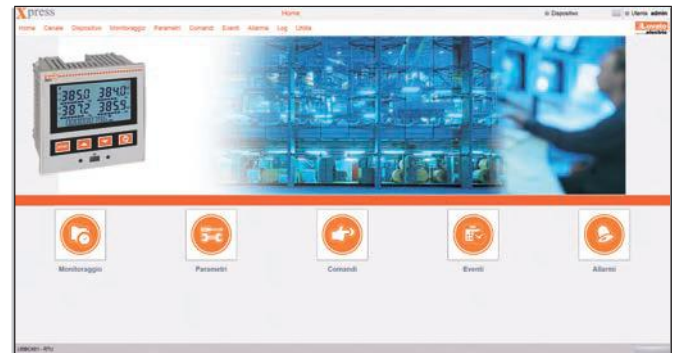 Xpress
Home
Dispositivo
Utente admin
Home Canale Dispositivo Monitoraggio Parametri Comandi Eventi Allarme Log Utilità
Lovato
electric
385.0 384.0
387.2 385.9
Monitoraggio
Parametri
Comandi
Eventi
Allarmi